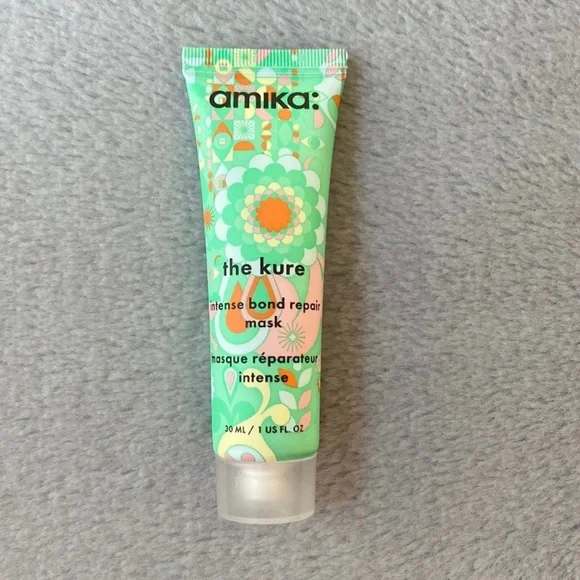 amika:
the kure
intense bond repair
mask
masque réparateur
intense
30 ML / 1 US FL. OZ